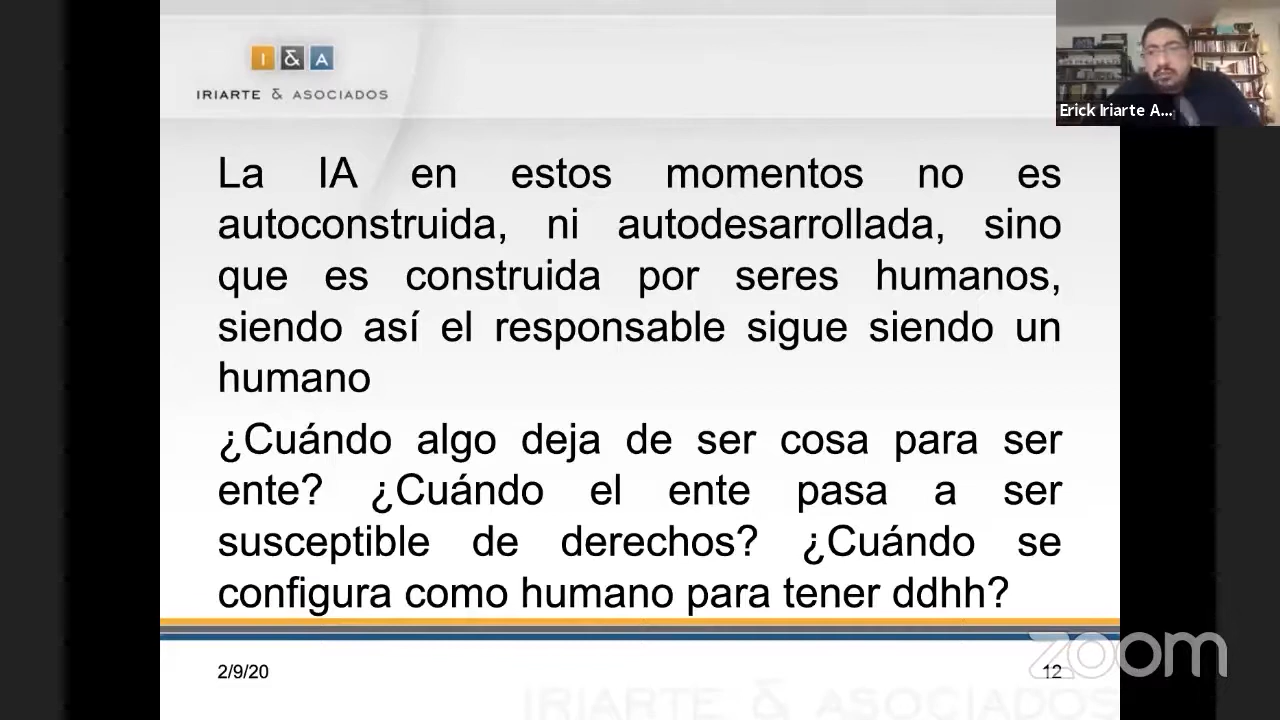 I & A
IRIARTE & ASOCIADOS
Erick Iriarte A...
La IA en estos momentos no es
autoconstruida, ni autodesarrollada, sino
que es construida por seres humanos,
siendo así el responsable sigue siendo un
humano
¿Cuándo algo deja de ser cosa para ser
ente? ¿Cuándo el ente pasa a ser
susceptible de derechos? ¿Cuándo se
configura como humano para tener ddhh?
2/9/20
12
zoom
IRIARTE & ASOCIADOS